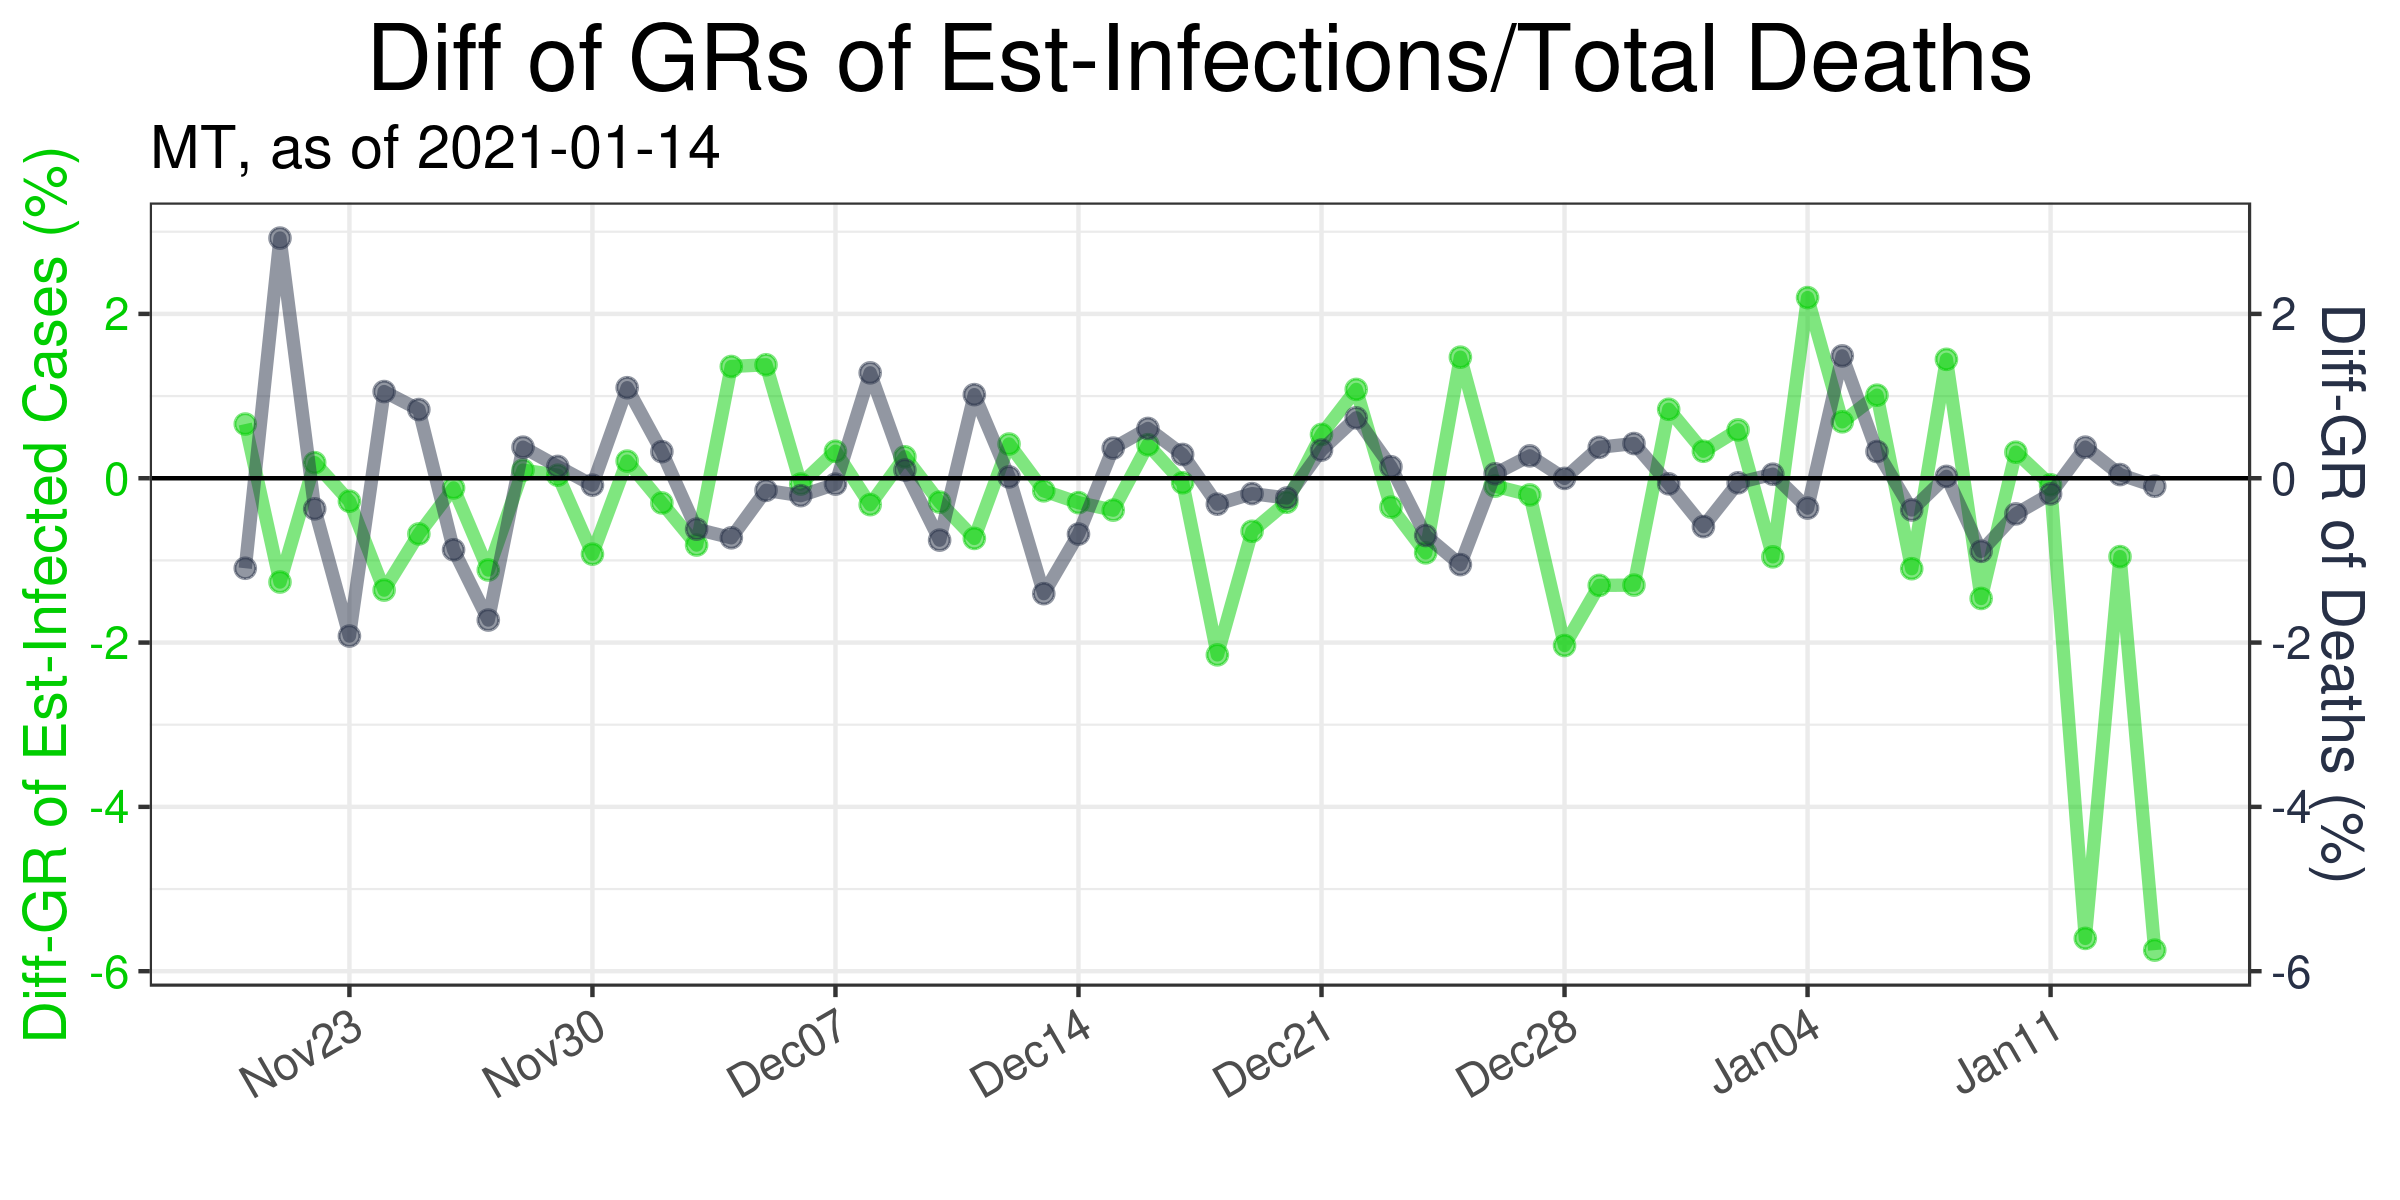 Diff of GRs of Est-Infections/Total Deaths
MT, as of 2021-01-14
Diff-GR of Est-Infected Cases (%)
2
0
-2
-4
-6
2
0
-2
-4
-6
Diff-GR of Deaths (%)
Nov23
Nov30
Dec07
Dec14
Dec21
Dec28
Jan04
Jan11